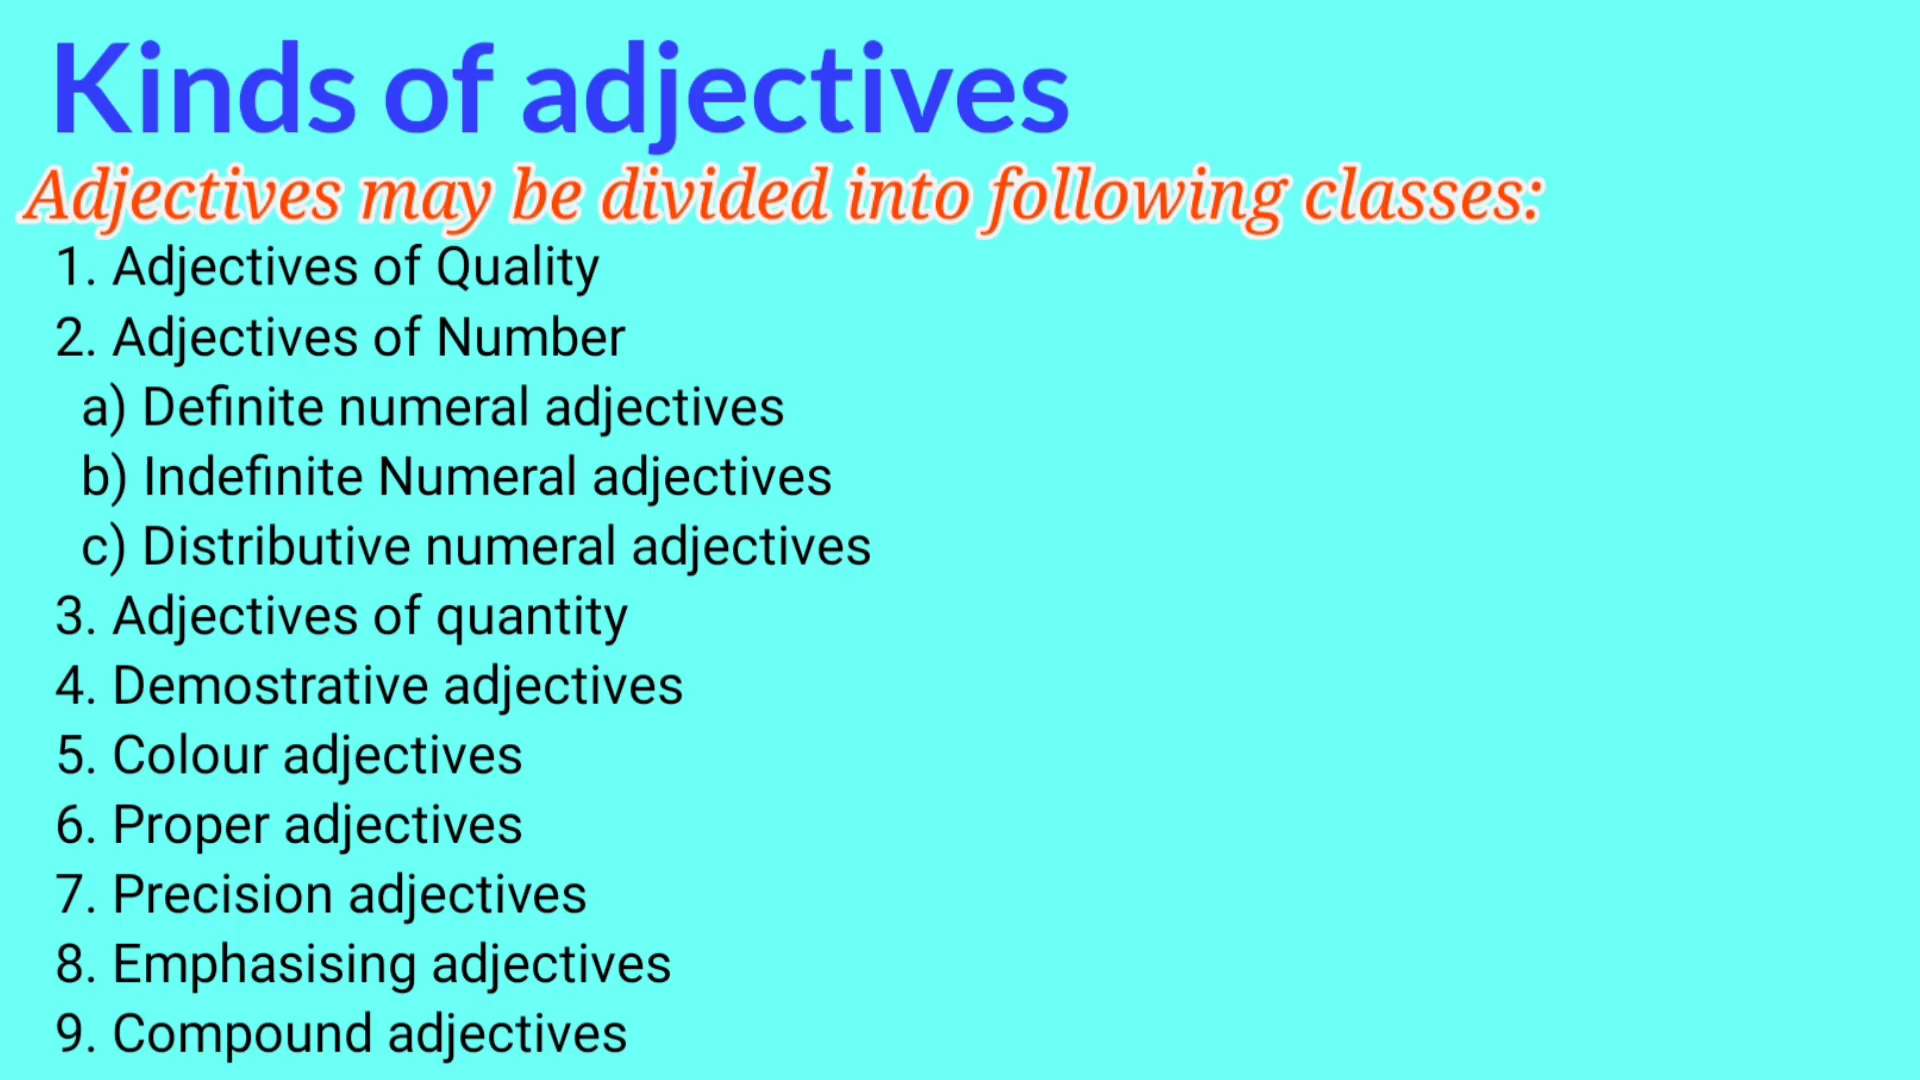 Kinds of adjectives
Adjectives may be divided into following classes:
1. Adjectives of Quality
2. Adjectives of Number
a) Definite numeral adjectives
b) Indefinite Numeral adjectives
c) Distributive numeral adjectives
3. Adjectives of quantity
4. Demostrative adjectives
5. Colour adjectives
6. Proper adjectives
7. Precision adjectives
8. Emphasising adjectives
9. Compound adjectives